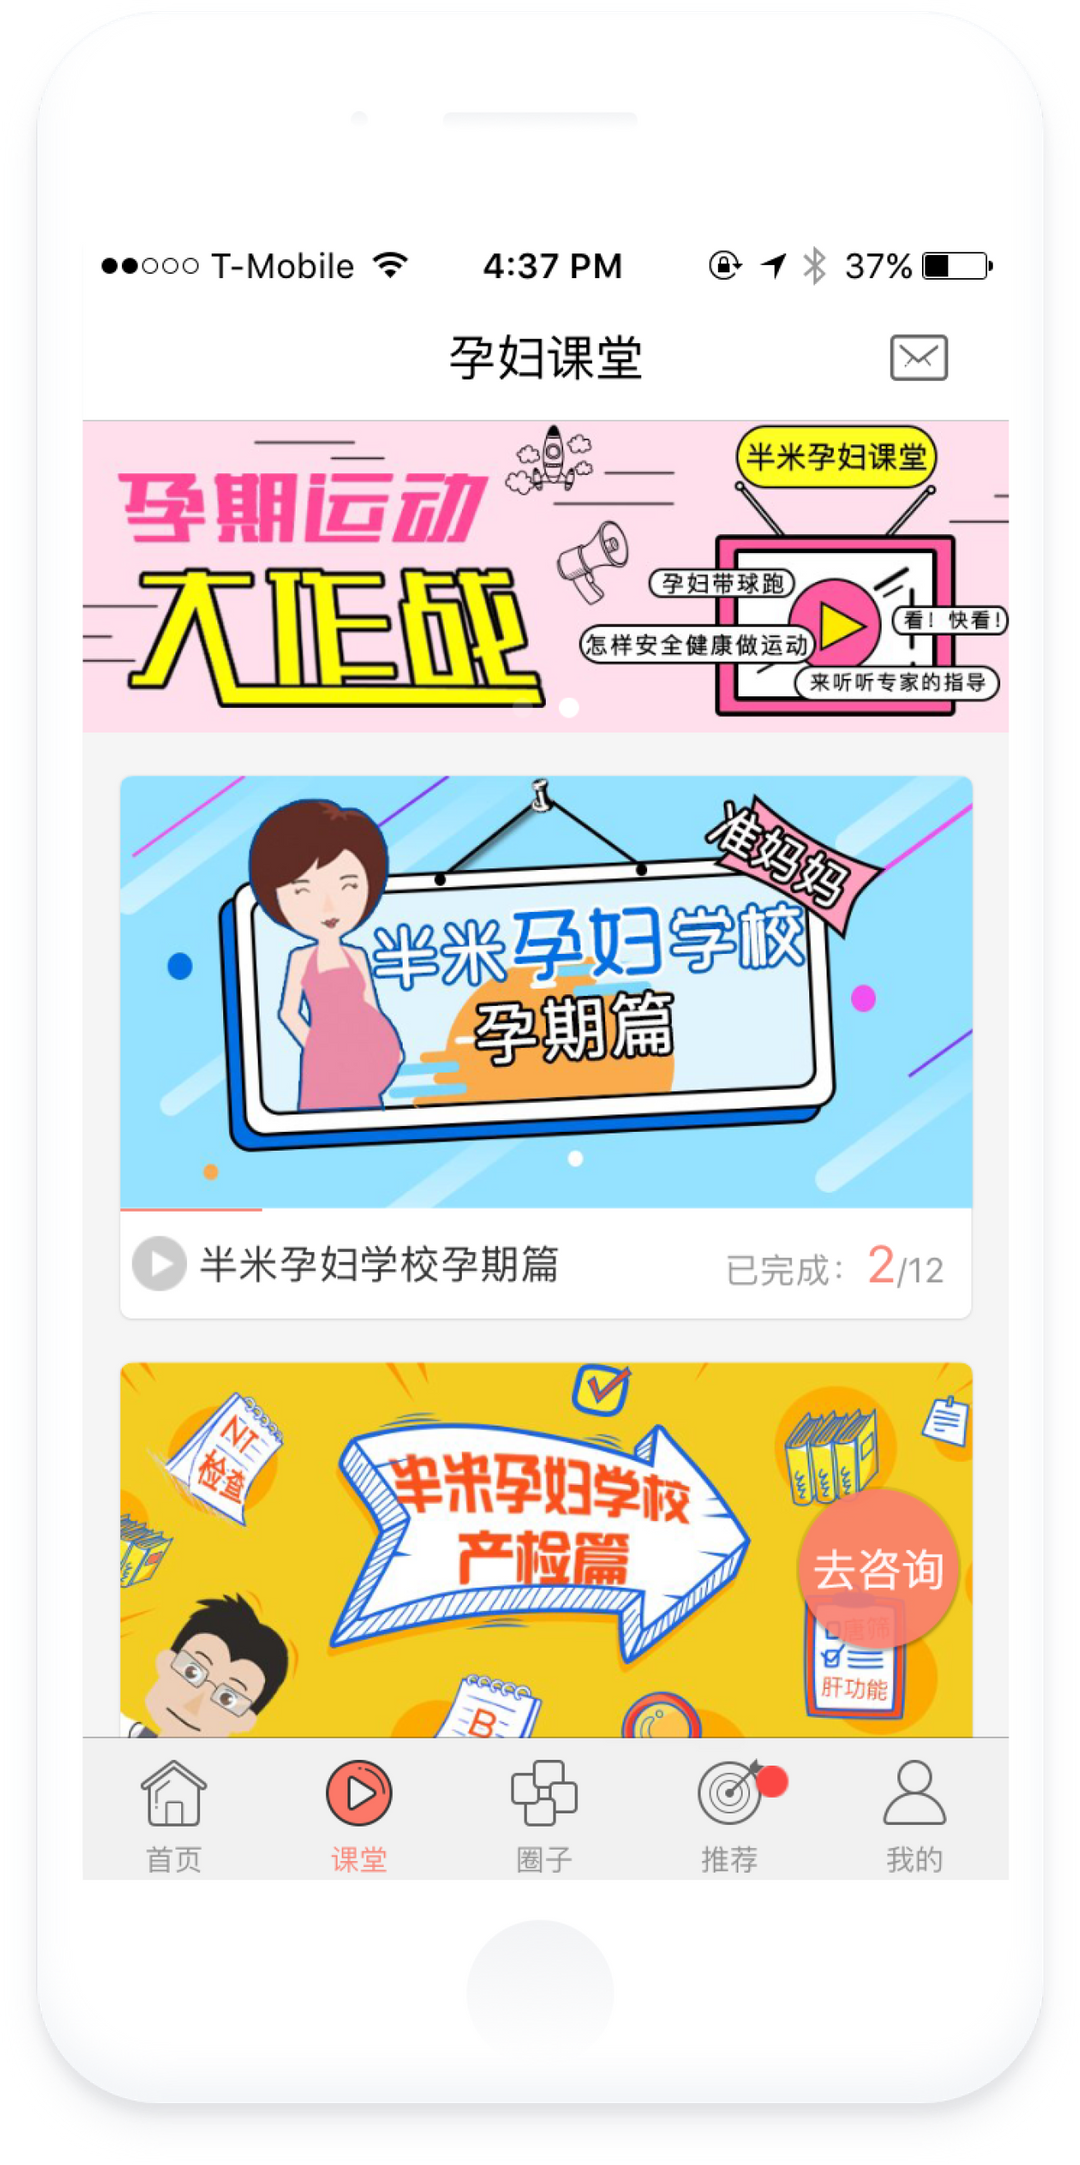 T-Mobile 4:37 PM 37%
孕妇课堂
半米孕妇课堂
孕期运动
大作战
孕妇带球跑
看！快看！
怎样安全健康做运动
来听听专家的指导
准妈妈
半米孕妇学校
孕期篇
半米孕妇学校孕期篇 已完成：2/12
NT
检查
半米孕妇学校
产检篇
去咨询
唐筛
肝功能
B
首页 课堂 圈子 推荐 我的